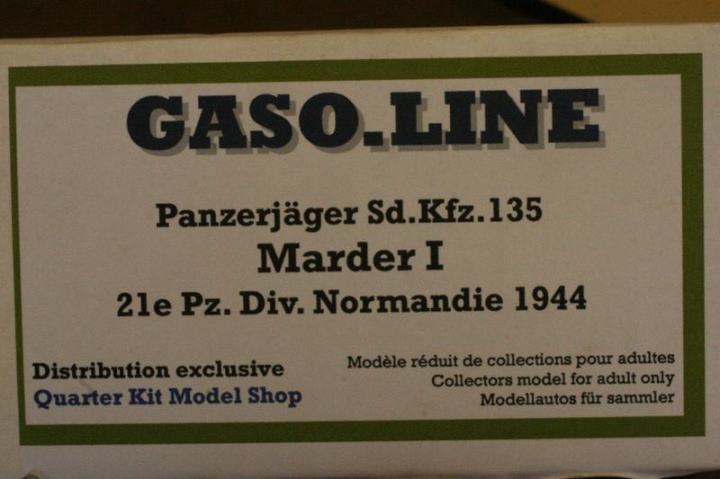 GASO.LINE
Panzerjäger Sd.Kfz.135
Marder I
21e Pz. Div. Normandie 1944
Distribution exclusive
Quarter Kit Model Shop
Modèle réduit de collections pour adultes
Collectors model for adult only
Modellautos für sammler